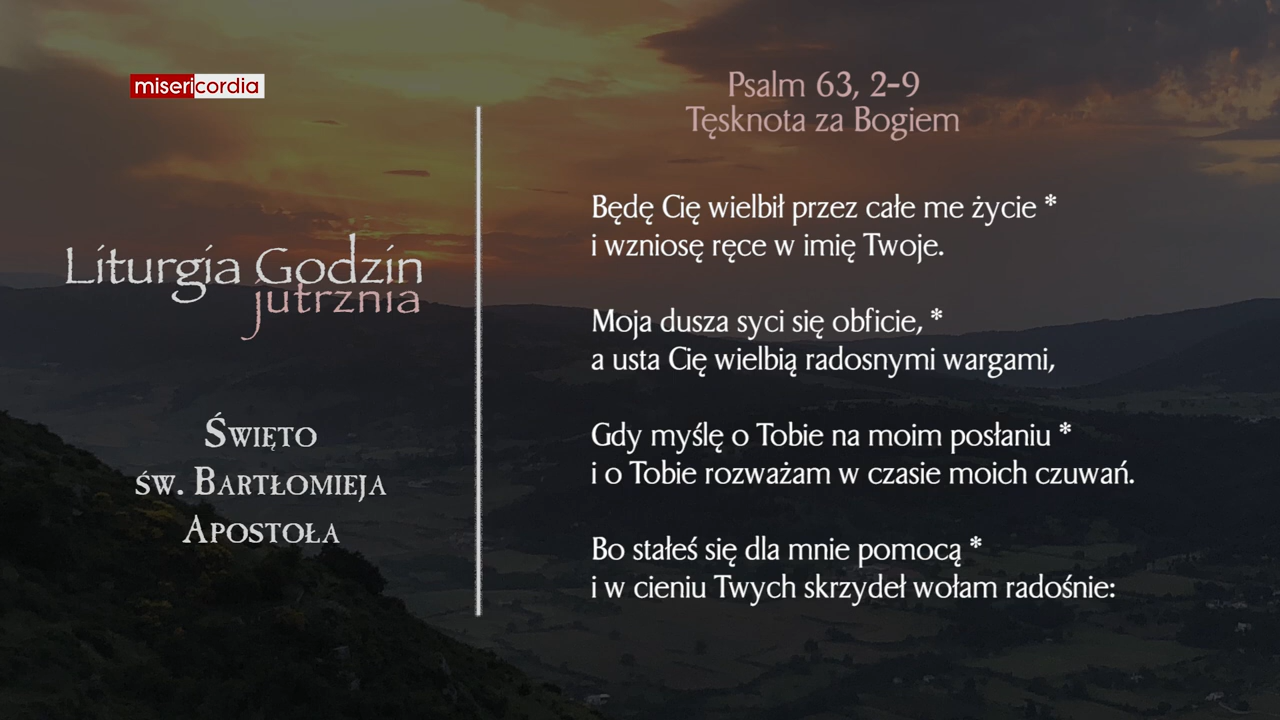 misericordia
Liturgia Godzin
jutrznia
Święto
św. Bartłomieja
Apostoła
Psalm 63, 2-9
Tęsknota za Bogiem
Będę Cię wielbił przez całe me życie *
i wzniosę ręce w imię Twoje.
Moja dusza syci się obficie, *
a usta Cię wielbią radosnymi wargami,
Gdy myślę o Tobie na moim posłaniu *
i o Tobie rozważam w czasie moich czuwań.
Bo stałeś się dla mnie pomocą *
i w cieniu Twych skrzydeł wołam radośnie: